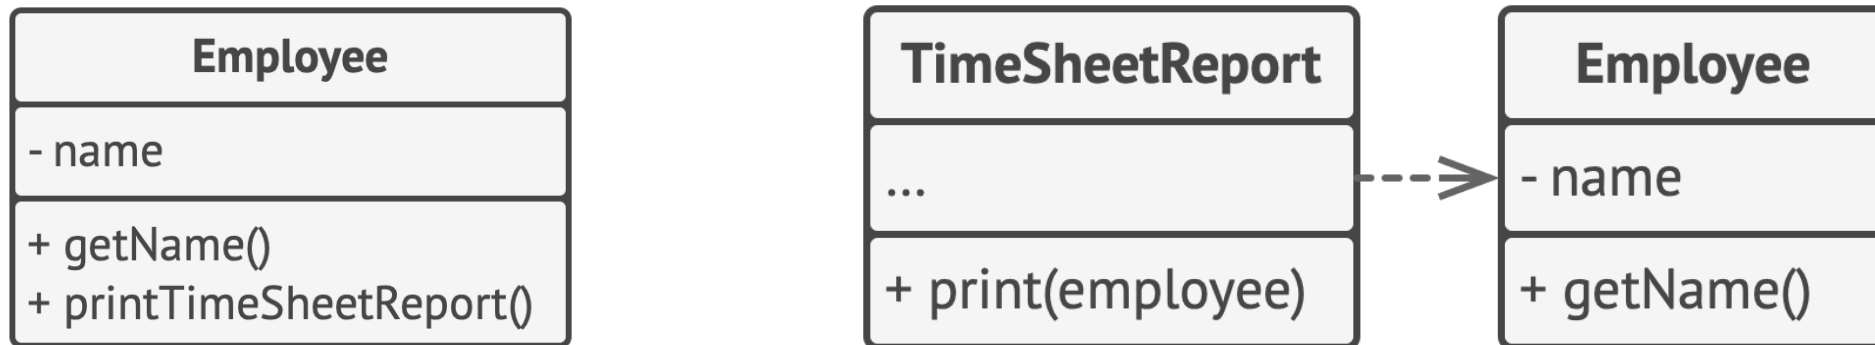 Employee
- name
+ getName()
+ printTimeSheetReport()
TimeSheetReport
...
+ print(employee)
Employee
- name
+ getName()